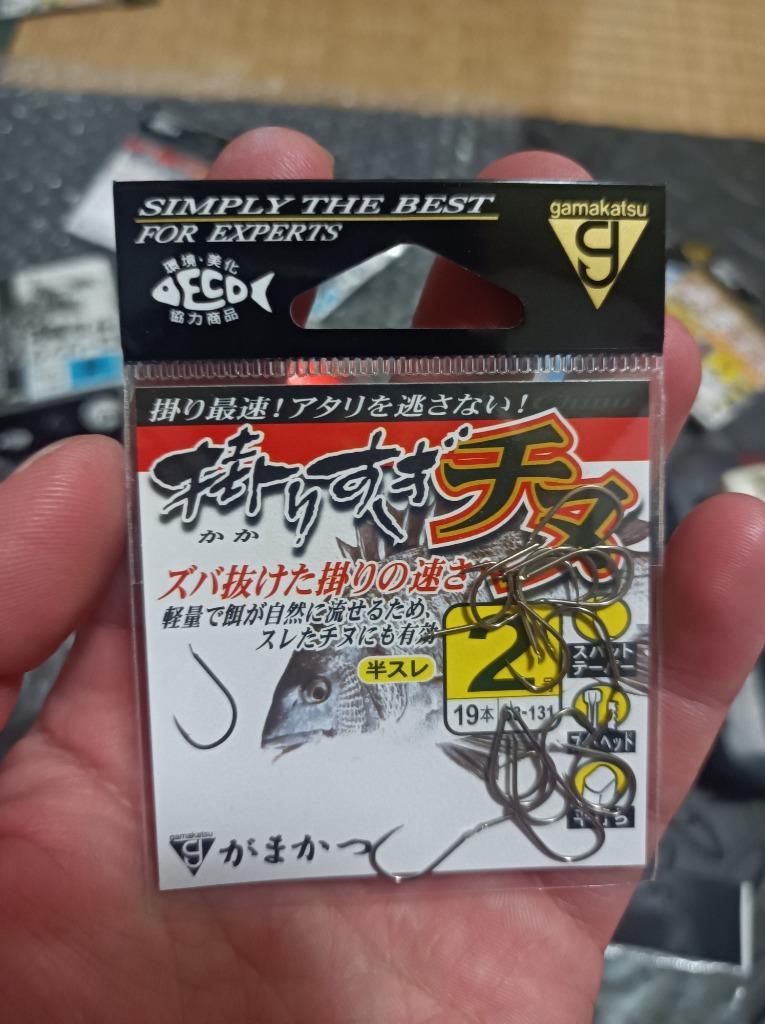 SIMPLY THE BEST
FOR EXPERTS
gamakatsu
環境・美化
ECO
協力商品
掛り最速！アタリを逃さない！
掛りすぎチヌ
かか
ズバ抜けた掛りの速さ
軽量で餌が自然に流せるため、
スレたチヌにも有効
半スレ
2
19本
-131
スパット
テーパー
平打ち
gamakatsu
がまかつ